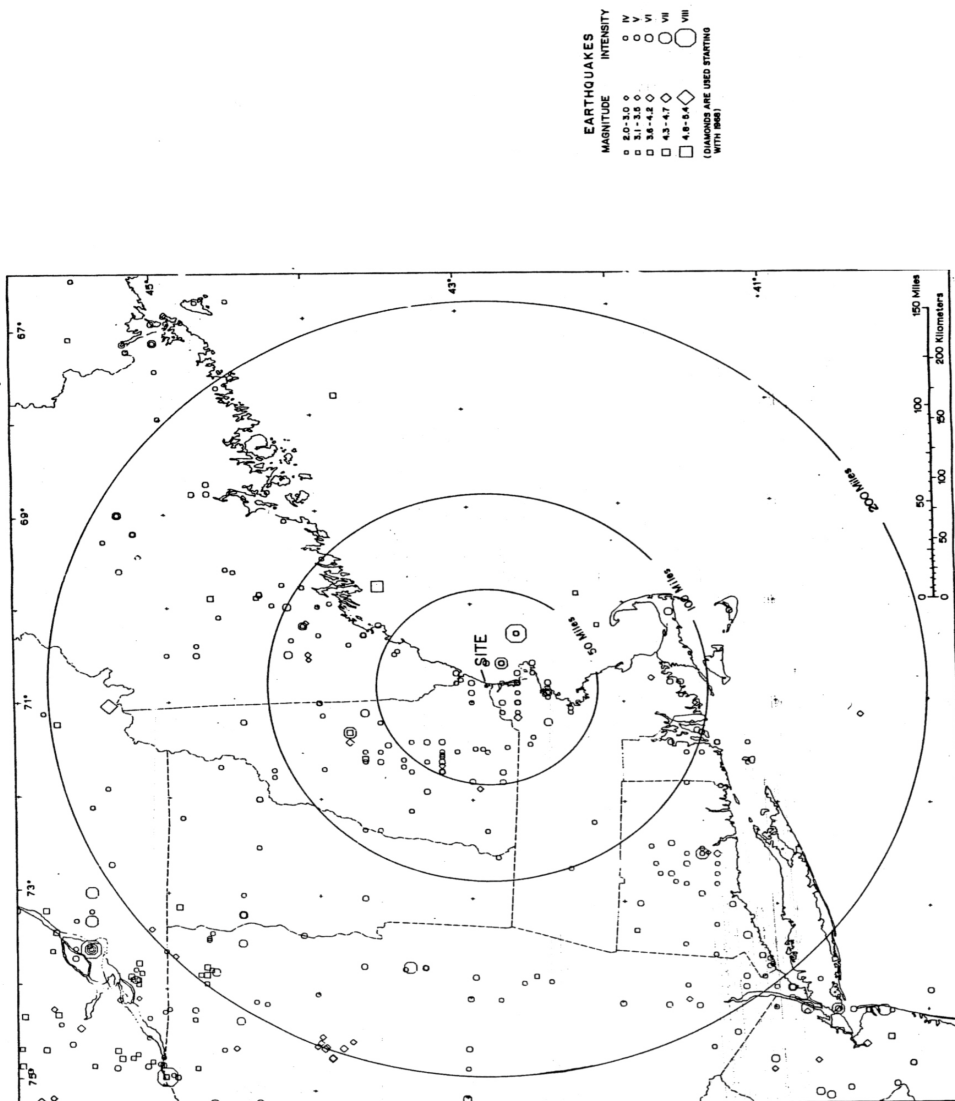 EARTHQUAKES
MAGNITUDE INTENSITY
2.0-3.0 IV
3.1-3.5 V
3.6-4.2 VI
4.3-4.7 VII
4.8-5.4 VIII
(DIAMONDS ARE USED STARTING
WITH 1968)
67°
69°
71°
73°
75°
45°
43°
41°
SITE
50 Miles
100 Miles
200 Miles
0 50 100 150 Miles
0 50 100 150 200 Kilometers